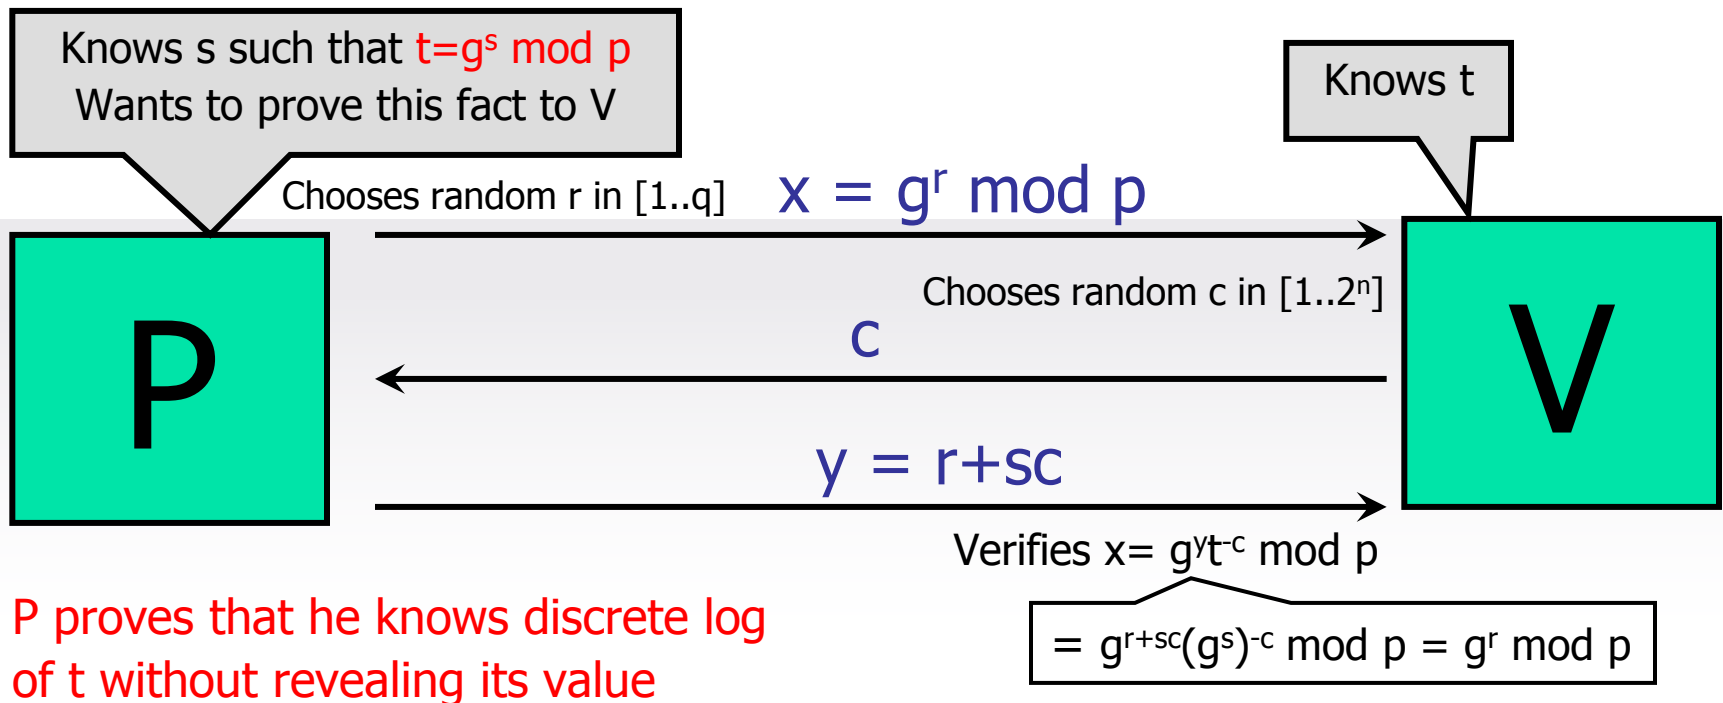 Knows s such that t=gˢ mod p
Wants to prove this fact to V
Knows t
Chooses random r in [1..q]
x = gʳ mod p
Chooses random c in [1..2ⁿ]
c
P
V
y = r+sc
Verifies x= gʸt⁻ᶜ mod p
= gʳ⁺ˢᶜ(gˢ)⁻ᶜ mod p = gʳ mod p
P proves that he knows discrete log
of t without revealing its value